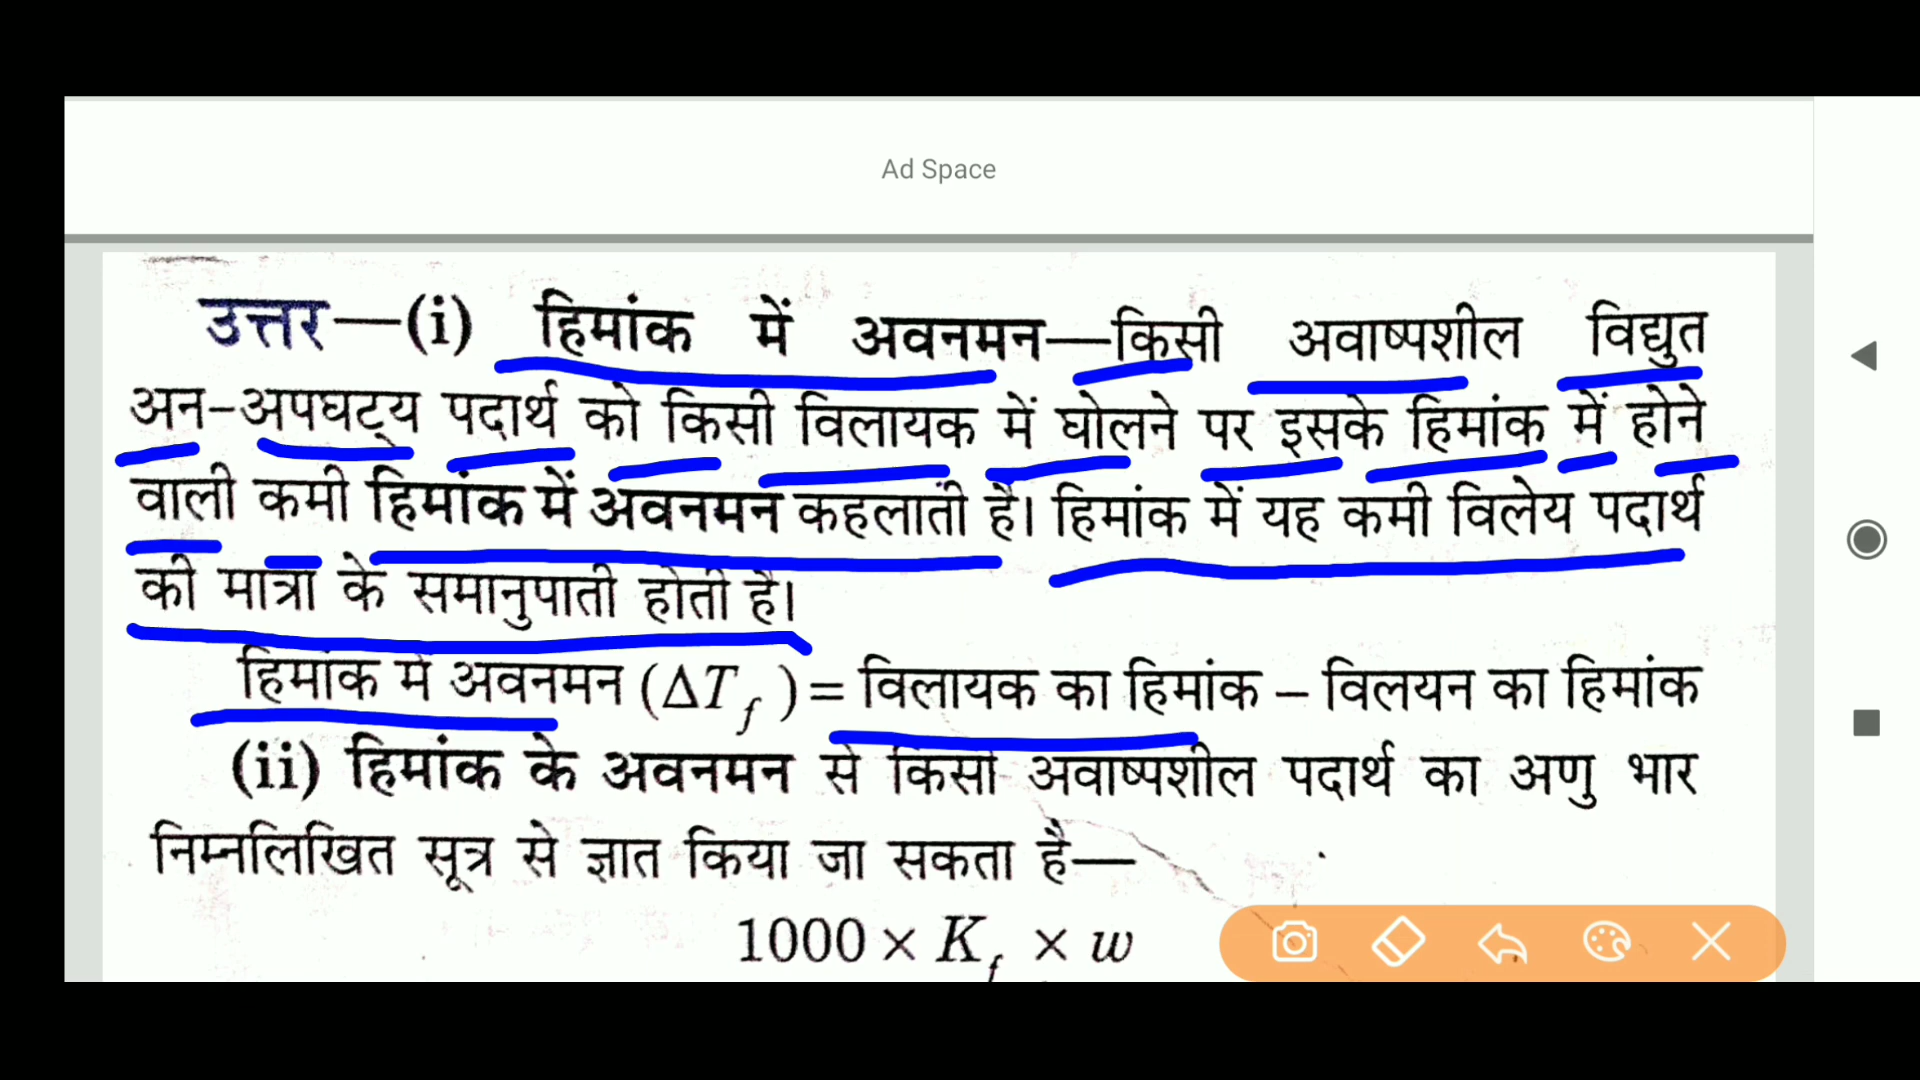 Ad Space
उत्तर—(i) हिमांक में अवनमन—किसी अवाष्पशील विद्युत
अन-अपघट्य पदार्थ को किसी विलायक में घोलने पर इसके हिमांक में होने
वाली कमी हिमांक में अवनमन कहलाती है। हिमांक में यह कमी विलेय पदार्थ
की मात्रा के समानुपाती होती है।
हिमांक में अवनमन (ΔT_f) = विलायक का हिमांक – विलयन का हिमांक
(ii) हिमांक के अवनमन से किसी अवाष्पशील पदार्थ का अणु भार
निम्नलिखित सूत्र से ज्ञात किया जा सकता है—
1000 × K_f × w